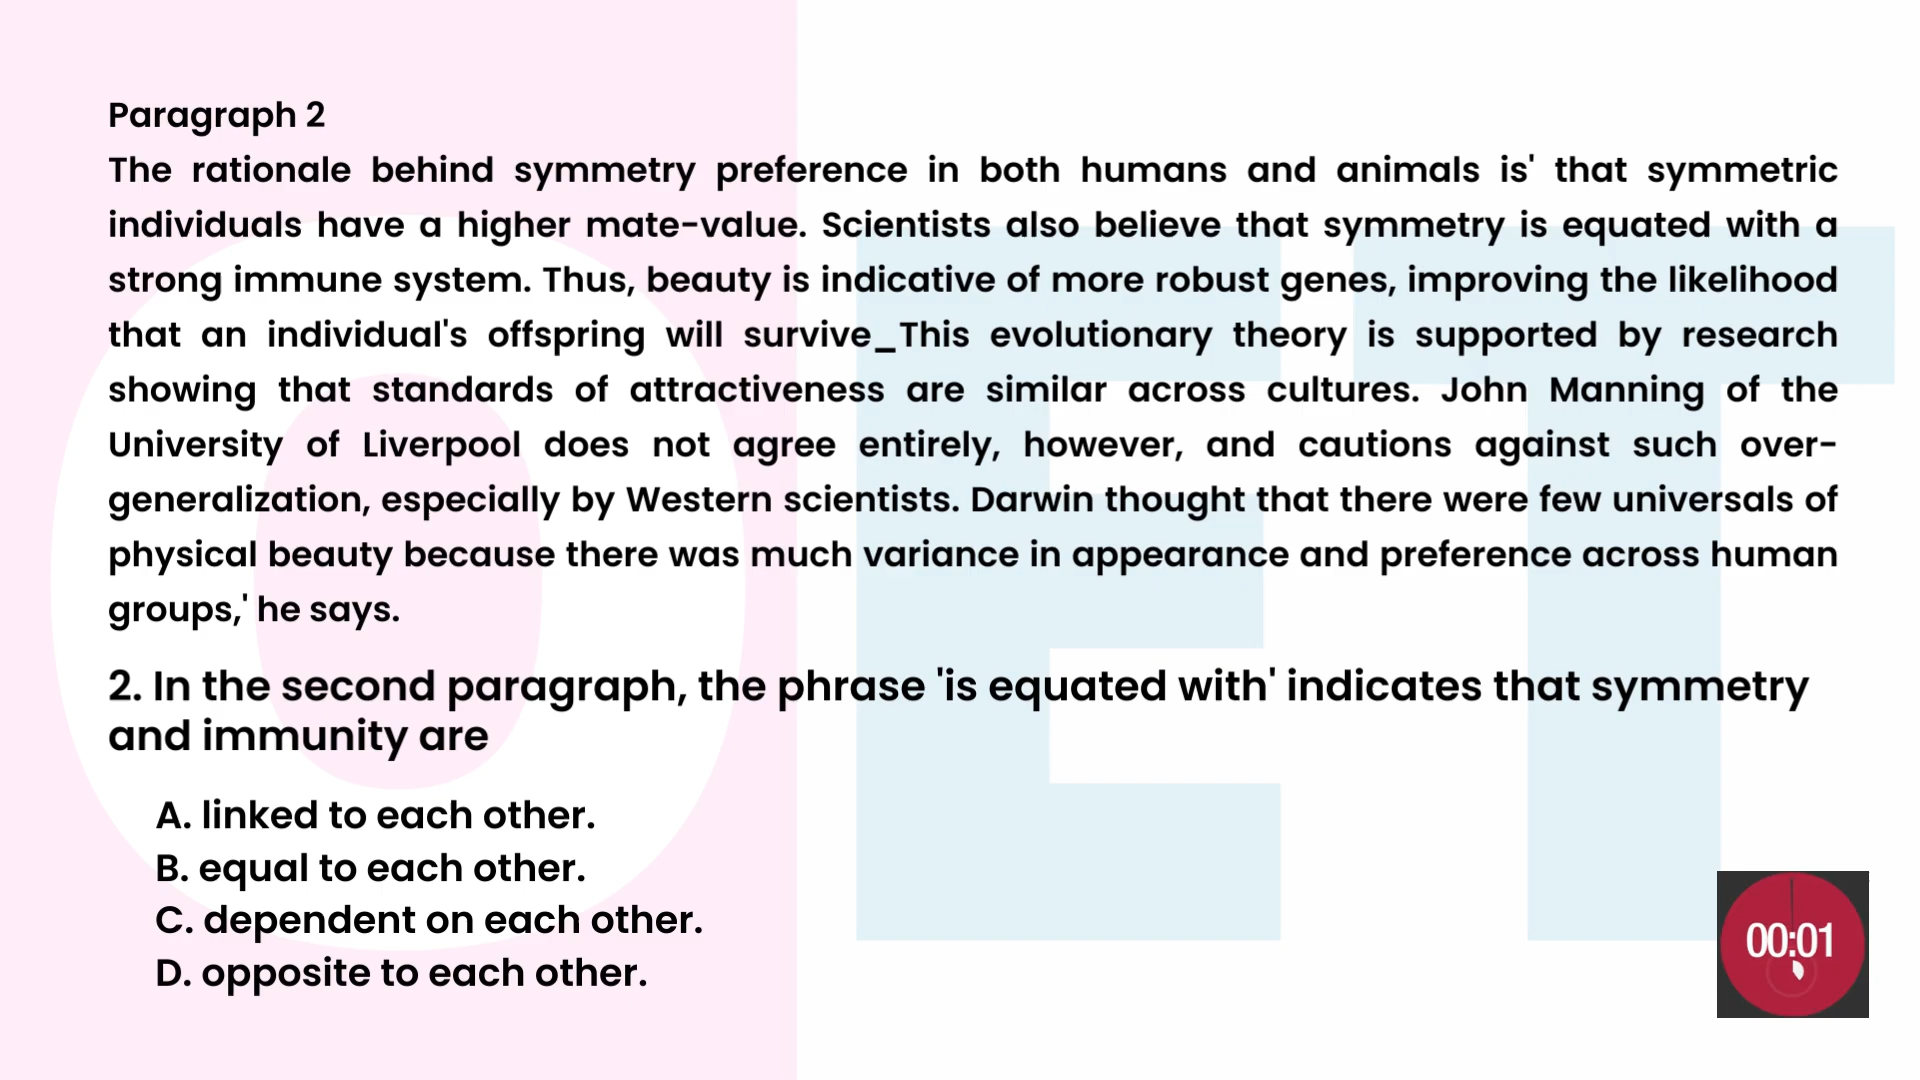 Paragraph 2
The rationale behind symmetry preference in both humans and animals is' that symmetric
individuals have a higher mate-value. Scientists also believe that symmetry is equated with a
strong immune system. Thus, beauty is indicative of more robust genes, improving the likelihood
that an individual's offspring will survive_This evolutionary theory is supported by research
showing that standards of attractiveness are similar across cultures. John Manning of the
University of Liverpool does not agree entirely, however, and cautions against such over-
generalization, especially by Western scientists. Darwin thought that there were few universals of
physical beauty because there was much variance in appearance and preference across human
groups,' he says.
2. In the second paragraph, the phrase 'is equated with' indicates that symmetry
and immunity are
A. linked to each other.
B. equal to each other.
C. dependent on each other.
D. opposite to each other.
00:01
OET